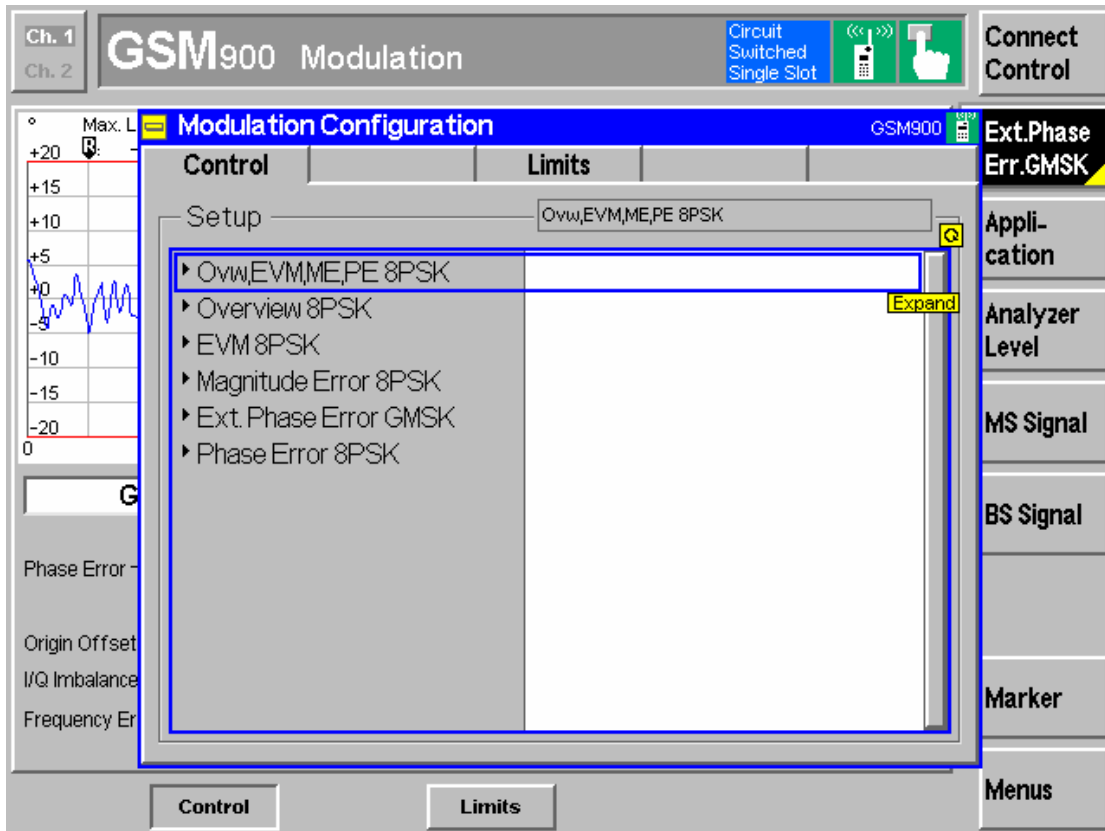 Ch. 1
Ch. 2
GSM900 Modulation
Circuit
Switched
Single Slot
Connect
Control
° Max. L
R:
+20
+15
+10
+5
+0
-5
-10
-15
-20
0
G
Phase Error
Origin Offset
I/Q Imbalance
Frequency Er
Modulation Configuration
GSM900
Control
Limits
Setup
Ovw,EVM,ME,PE 8PSK
Ovw,EVM,ME,PE 8PSK
Expand
Overview 8PSK
EVM 8PSK
Magnitude Error 8PSK
Ext. Phase Error GMSK
Phase Error 8PSK
Ext.Phase
Err.GMSK
Appli-
cation
Analyzer
Level
MS Signal
BS Signal
Marker
Menus
Control
Limits